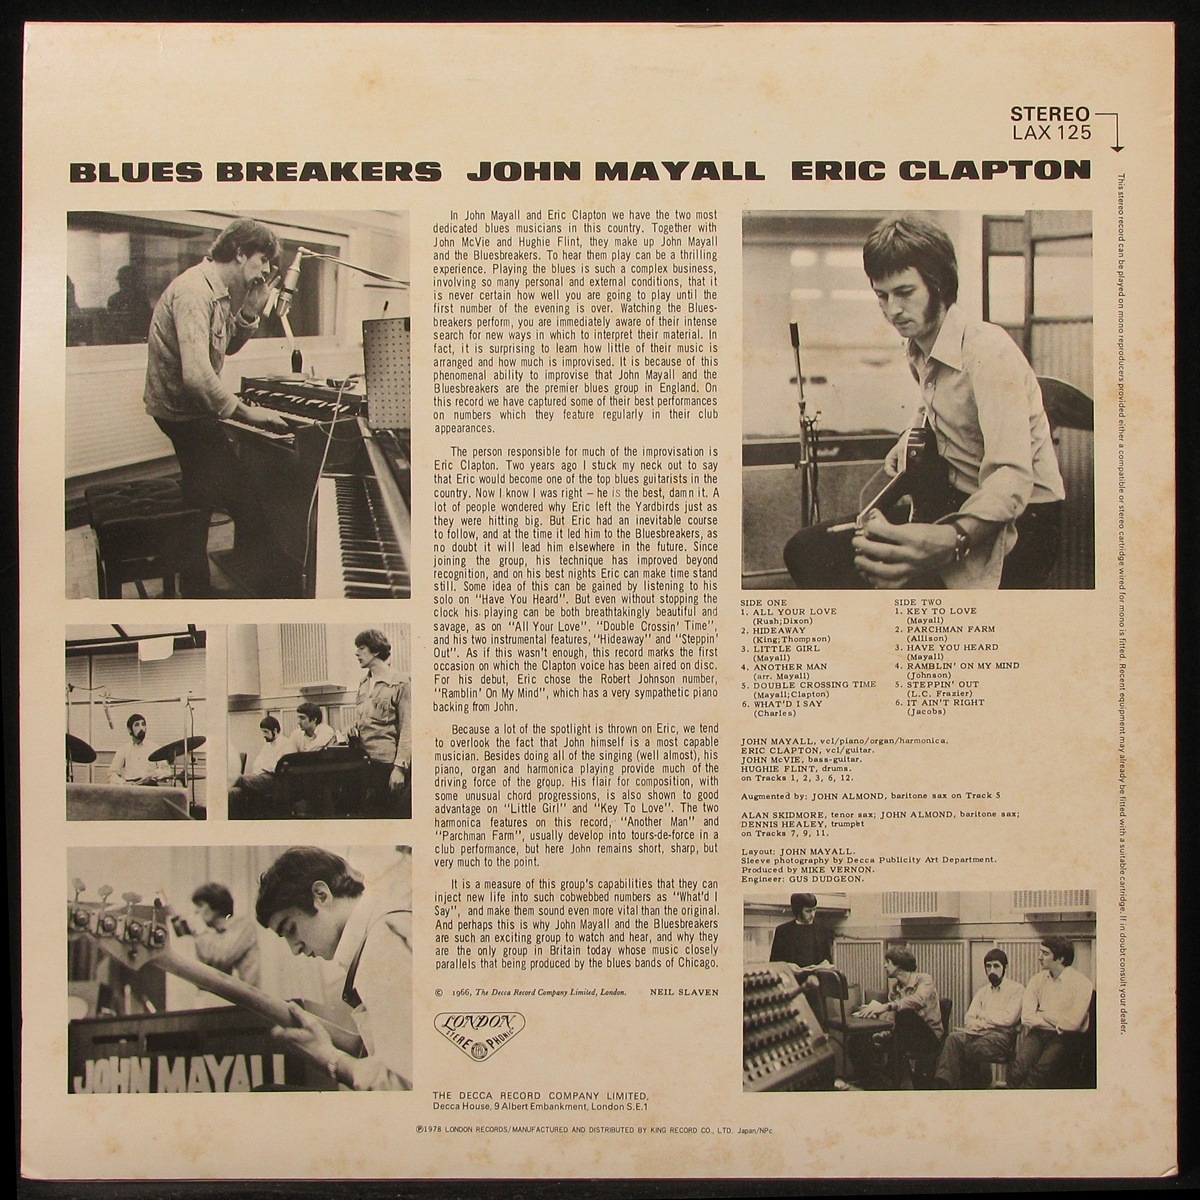 STEREO
LAX 125
BLUES BREAKERS JOHN MAYALL ERIC CLAPTON
In John Mayall and Eric Clapton we have the two most
dedicated blues musicians in this country. Together with
John McVie and Hughie Flint, they make up John Mayall
and the Bluesbreakers. To hear them play can be a thrilling
experience. Playing the blues is such a complex business,
involving so many personal and external conditions, that it
is never certain how well you are going to play until the
first number of the evening is over. Watching the Blues-
breakers perform, you are immediately aware of their intense
search for new ways in which to interpret their material. In
fact, it is surprising to learn how little of their music is
arranged and how much is improvised. It is because of this
phenomenal ability to improvise that John Mayall and the
Bluesbreakers are the premier blues group in England. On
this record we have captured some of their best performances
on numbers which they feature regularly in their club
appearances.
The person responsible for much of the improvisation is
Eric Clapton. Two years ago I stuck my neck out to say
that Eric would become one of the top blues guitarists in the
country. Now I know I was right – he is the best, damn it. A
lot of people wondered why Eric left the Yardbirds just as
they were hitting big. But Eric had an inevitable course
to follow, and at the time it led him to the Bluesbreakers, as
no doubt it will lead him elsewhere in the future. Since
joining the group, his technique has improved beyond
recognition, and on his best nights Eric can make time stand
still. Some idea of this can be gained by listening to his
solo on "Have You Heard". But even without stopping the
clock his playing can be both breathtakingly beautiful and
savage, as on "All Your Love". "Double Crossin' Time",
and his two instrumental features, "Hideaway" and "Steppin'
Out". As if this wasn't enough, this record marks the first
occasion on which the Clapton voice has been aired on disc.
For his debut, Eric chose the Robert Johnson number,
"Ramblin' On My Mind", which has a very sympathetic piano
backing from John.
Because a lot of the spotlight is thrown on Eric, we tend
to overlook the fact that John himself is a most capable
musician. Besides doing all of the singing (well almost), his
piano, organ and harmonica playing provide much of the
driving force of the group. His flair for composition, with
some unusual chord progressions, is also shown to good
advantage on "Little Girl" and "Key To Love". The two
harmonica features on this record, "Another Man" and
"Parchman Farm", usually develop into tours-de-force in a
club performance, but here John remains short, sharp, but
very much to the point.
It is a measure of this group's capabilities that they can
inject new life into such cobwebbed numbers as "What'd I
Say", and make them sound even more vital than the original.
And perhaps this is why John Mayall and the Bluesbreakers
are such an exciting group to watch and hear, and why they
are the only group in Britain today whose music closely
parallels that being produced by the blues bands of Chicago.
© 1966, The Decca Record Company Limited, London. NEIL SLAVEN
LONDON
STEREO PHONIC
THE DECCA RECORD COMPANY LIMITED,
Decca House, 9 Albert Embankment, London S.E.1
SIDE ONE
1. ALL YOUR LOVE
(Rush;Dixon)
2. HIDEAWAY
(King;Thompson)
3. LITTLE GIRL
(Mayall)
4. ANOTHER MAN
(arr. Mayall)
5. DOUBLE CROSSING TIME
(Mayall;Clapton)
6. WHAT'D I SAY
(Charles)
SIDE TWO
1. KEY TO LOVE
(Mayall)
2. PARCHMAN FARM
(Allison)
3. HAVE YOU HEARD
(Mayall)
4. RAMBLIN' ON MY MIND
(Johnson)
5. STEPPIN' OUT
(L.C. Frazier)
6. IT AIN'T RIGHT
(Jacobs)
JOHN MAYALL, vcl/piano/organ/harmonica.
ERIC CLAPTON, vcl/guitar.
JOHN McVIE, bass-guitar.
HUGHIE FLINT, drums.
on Tracks 1, 2, 3, 6, 12.
Augmented by: JOHN ALMOND, baritone sax on Track 5
ALAN SKIDMORE, tenor sax; JOHN ALMOND, baritone sax;
DENNIS HEALEY, trumpet
on Tracks 7, 9, 11.
Layout: JOHN MAYALL.
Sleeve photography by Decca Publicity Art Department.
Produced by MIKE VERNON.
Engineer: GUS DUDGEON.
This stereo record can be played on mono reproducers provided either a compatible or stereo cartridge wired for mono is fitted. Recent equipment may already be fitted with a suitable cartridge. If in doubt consult your dealer.
JOHN MAYALL
℗1978 LONDON RECORDS/MANUFACTURED AND DISTRIBUTED BY KING RECORD CO., LTD. Japan/NPc